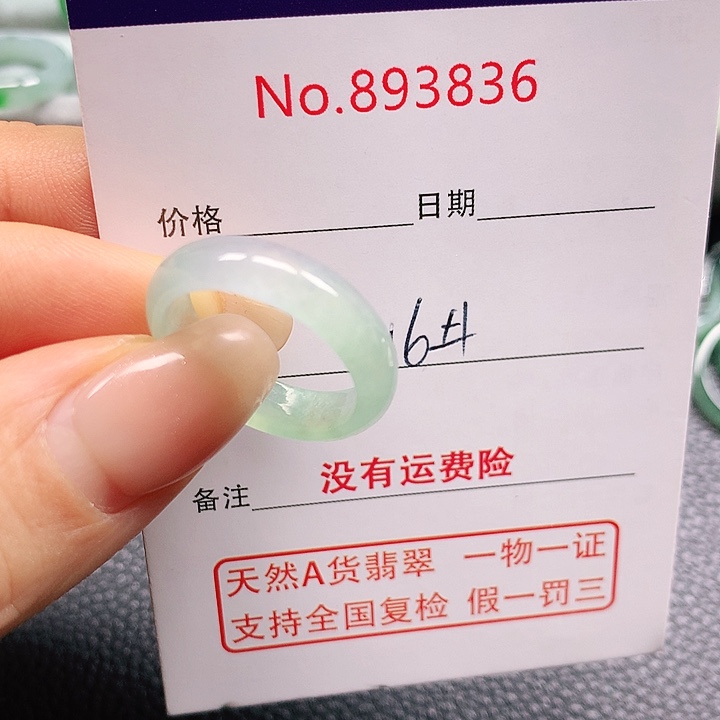 No.893836
价格 日期
没有运费险
备注
天然A货翡翠 一物一证
支持全国复检 假一罚三